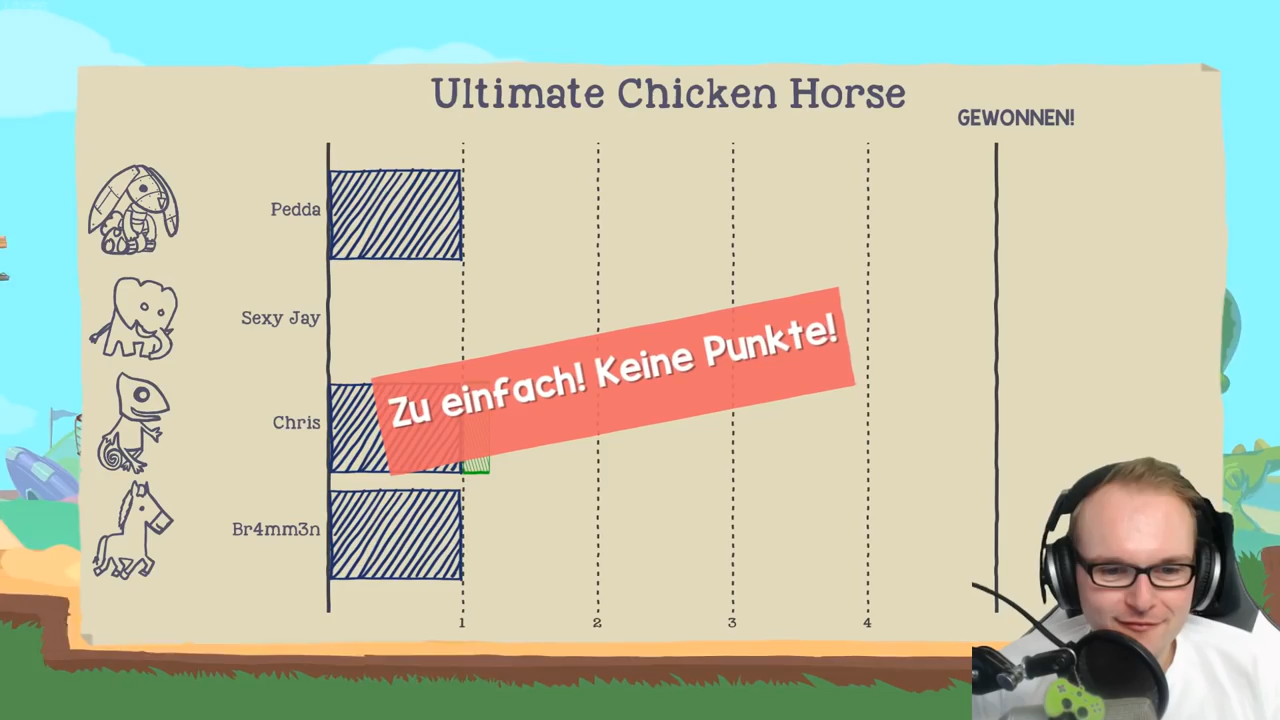 Ultimate Chicken Horse
GEWONNEN!
Pedda
Sexy Jay
Zu einfach! Keine Punkte!
Chris
Br4mm3n
1 2 3 4